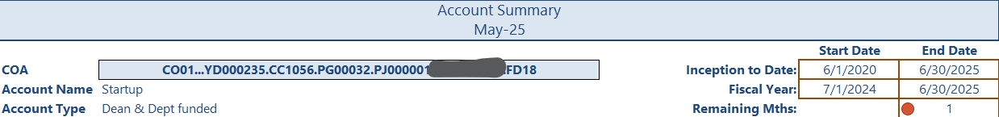 Account Summary
May-25
Start Date End Date
COA CO01...YD000235.CC1056.PG00032.PJ000001 .FD18 Inception to Date: 6/1/2020 6/30/2025
Account Name Startup Fiscal Year: 7/1/2024 6/30/2025
Account Type Dean & Dept funded Remaining Mths: 1